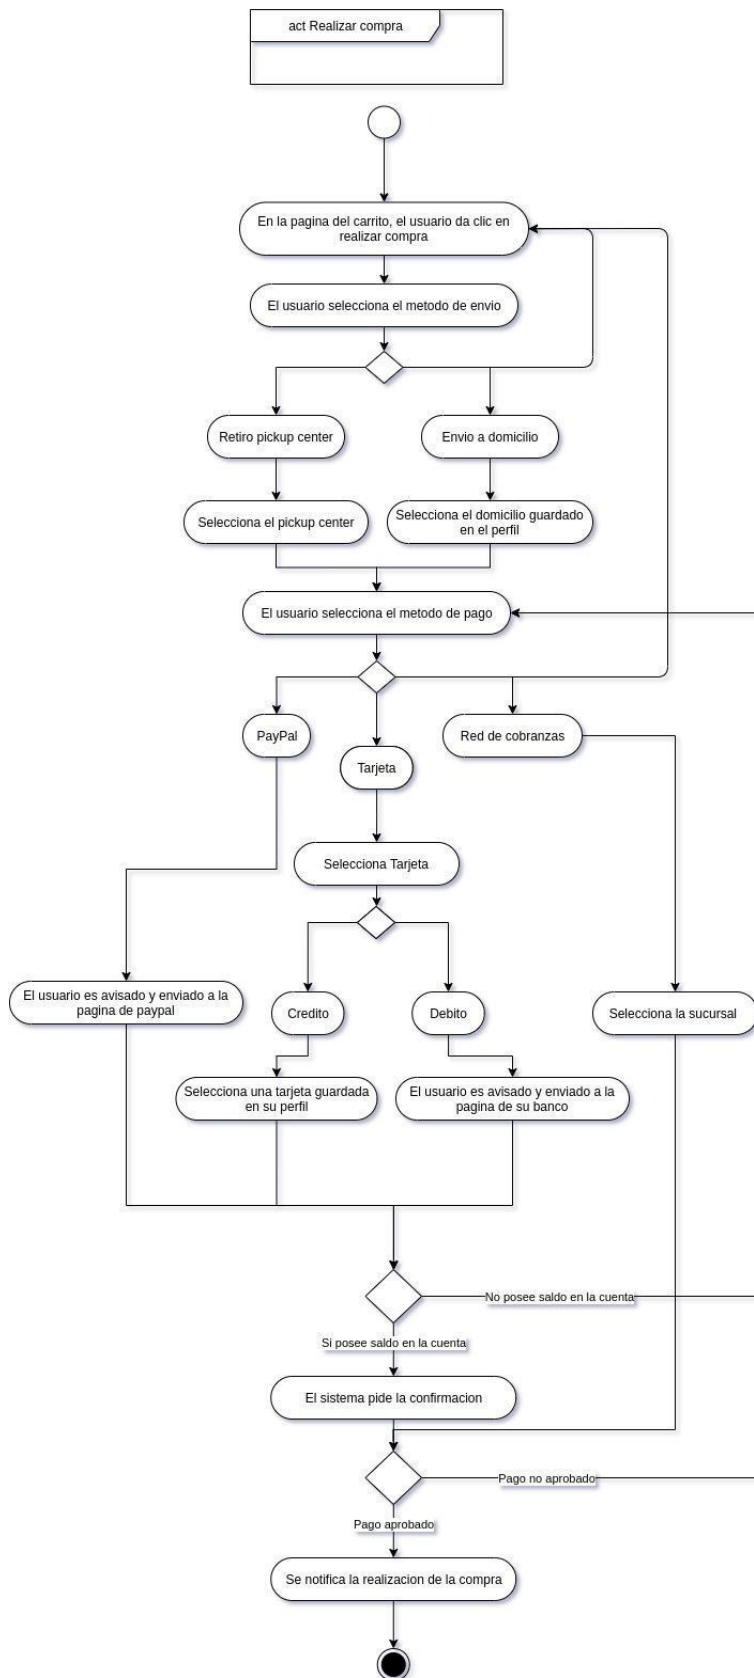 act Realizar compra
En la pagina del carrito, el usuario da clic en
realizar compra
El usuario selecciona el metodo de envio
Retiro pickup center
Envio a domicilio
Selecciona el pickup center
Selecciona el domicilio guardado
en el perfil
El usuario selecciona el metodo de pago
PayPal
Tarjeta
Red de cobranzas
Selecciona Tarjeta
El usuario es avisado y enviado a la
pagina de paypal
Credito
Debito
Selecciona la sucursal
Selecciona una tarjeta guardada
en su perfil
El usuario es avisado y enviado a la
pagina de su banco
No posee saldo en la cuenta
Si posee saldo en la cuenta
El sistema pide la confirmacion
Pago no aprobado
Pago aprobado
Se notifica la realizacion de la compra